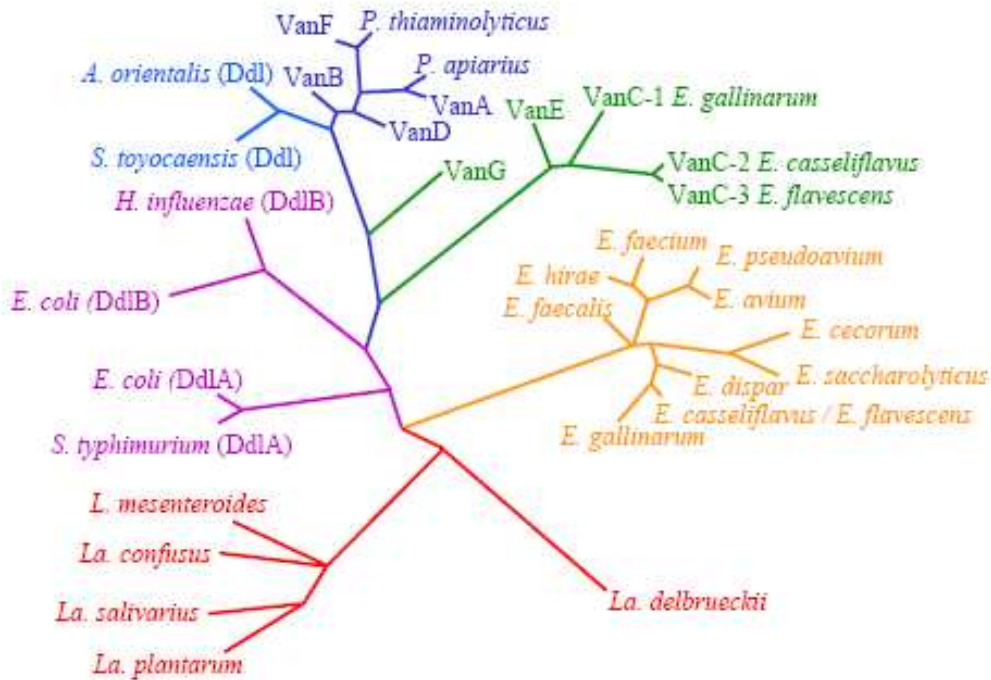 VanF
P. thiaminolyticus
A. orientalis (Ddl)
VanB
P. apiarius
VanA
VanD
S. toyocaensis (Ddl)
VanE
VanC-1 E. gallinarum
VanG
VanC-2 E. casseliflavus
VanC-3 E. flavescens
H. influenzae (DdlB)
E. coli (DdlB)
E. faecium
E. pseudoavium
E. hirae
E. avium
E. faecalis
E. cecorum
E. coli (DdlA)
E. dispar
E. saccharolyticus
E. casseliflavus / E. flavescens
E. gallinarum
S. typhimurium (DdlA)
L. mesenteroides
La. confusus
La. salivarius
La. plantarum
La. delbrueckii